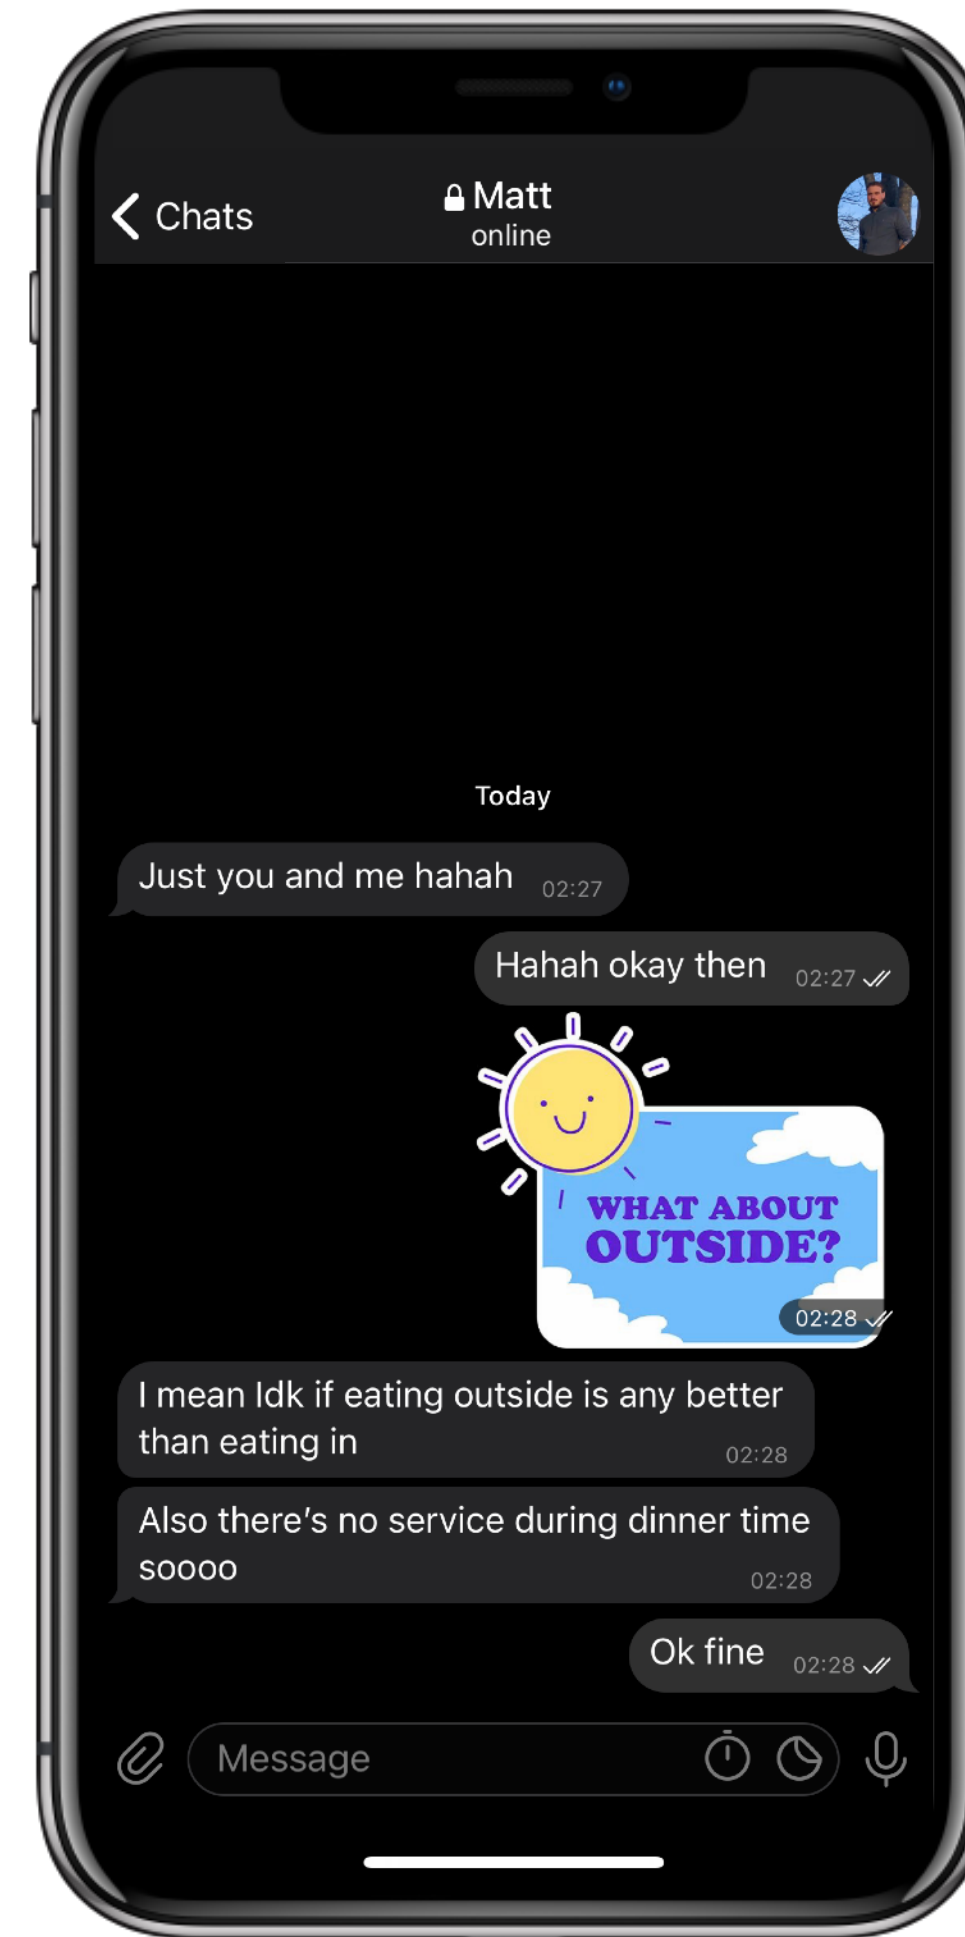 Chats
Matt
online
Today
Just you and me hahah 02:27
Hahah okay then 02:27
WHAT ABOUT
OUTSIDE?
02:28
I mean Idk if eating outside is any better
than eating in 02:28
Also there's no service during dinner time
soooo 02:28
Ok fine 02:28
Message